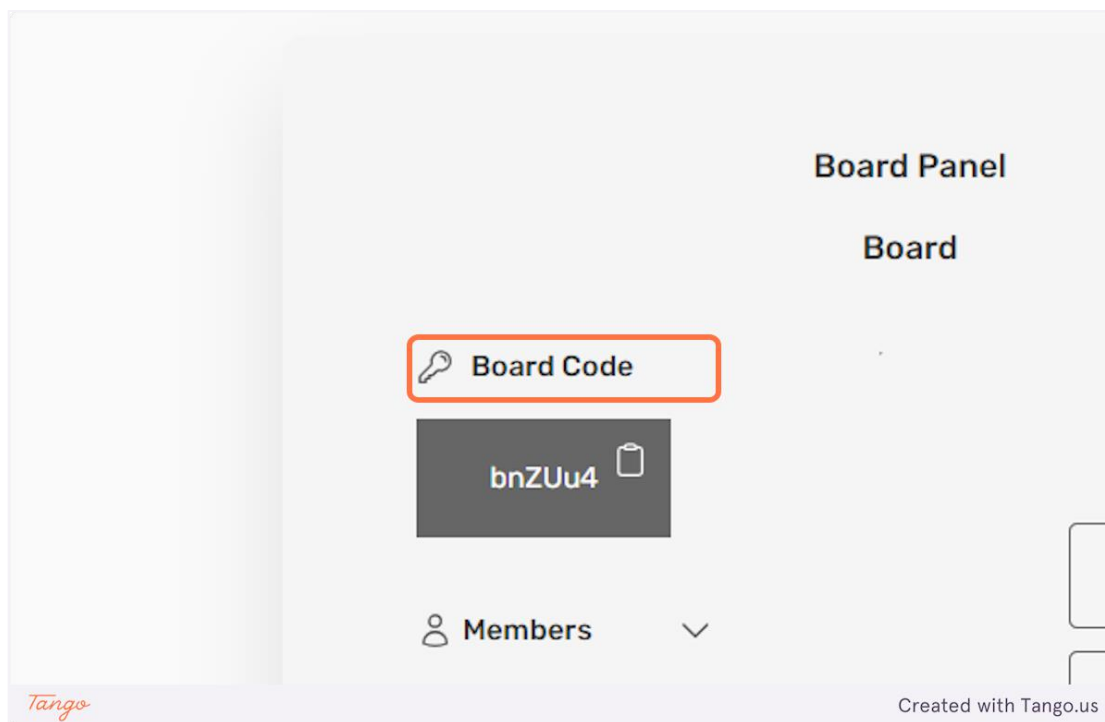 Board Panel
Board
Board Code
bnZUu4
Members
Tango
Created with Tango.us